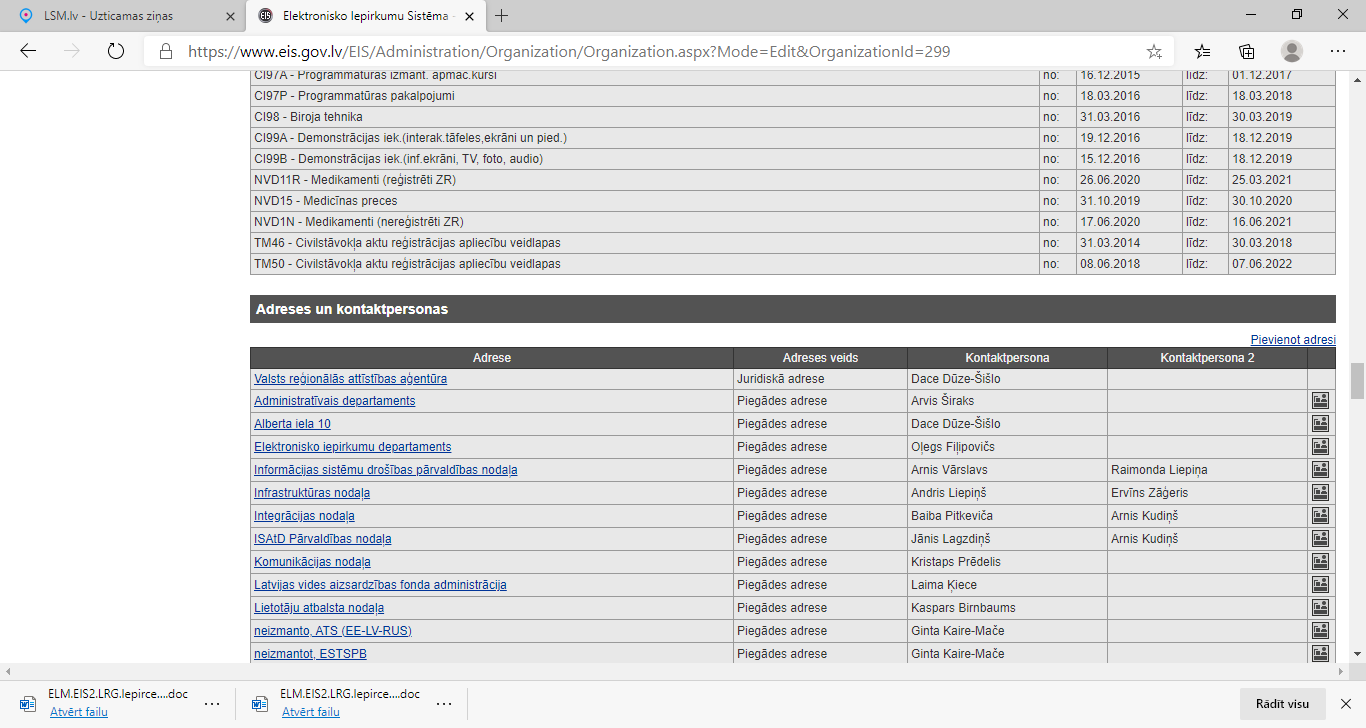 LSM.lv - Uzticamas ziņas
Elektronisko Iepirkumu Sistēma -
https://www.eis.gov.lv/EIS/Administration/Organization/Organization.aspx?Mode=Edit&OrganizationId=299
CI97A - Programmatūras izmant. apmāc.kursi no: 16.12.2015 līdz: 01.12.2017
CI97P - Programmatūras pakalpojumi no: 18.03.2016 līdz: 18.03.2018
CI98 - Biroja tehnika no: 31.03.2016 līdz: 30.03.2019
CI99A - Demonstrācijas iek.(interak.tāfeles,ekrāni un pied.) no: 19.12.2016 līdz: 18.12.2019
CI99B - Demonstrācijas iek.(inf.ekrāni, TV, foto, audio) no: 15.12.2016 līdz: 18.12.2019
NVD11R - Medikamenti (reģistrēti ZR) no: 26.06.2020 līdz: 25.03.2021
NVD15 - Medicīnas preces no: 31.10.2019 līdz: 30.10.2020
NVD1N - Medikamenti (nereģistrēti ZR) no: 17.06.2020 līdz: 16.06.2021
TM46 - Civilstāvokļa aktu reģistrācijas apliecību veidlapas no: 31.03.2014 līdz: 30.03.2018
TM50 - Civilstāvokļa aktu reģistrācijas apliecību veidlapas no: 08.06.2018 līdz: 07.06.2022
Adreses un kontaktpersonas
Pievienot adresi
Adrese Adreses veids Kontaktpersona Kontaktpersona 2
Valsts reģionālās attīstības aģentūra Juridiskā adrese Dace Dūze-Šišlo
Administratīvais departaments Piegādes adrese Arvis Širaks
Alberta iela 10 Piegādes adrese Dace Dūze-Šišlo
Elektronisko iepirkumu departaments Piegādes adrese Oļegs Fiļipovičs
Informācijas sistēmu drošības pārvaldības nodaļa Piegādes adrese Arnis Vārslavs Raimonda Liepiņa
Infrastruktūras nodaļa Piegādes adrese Andris Liepiņš Ervīns Zāģeris
Integrācijas nodaļa Piegādes adrese Baiba Pitkeviča Arnis Kudiņš
ISAtD Pārvaldības nodaļa Piegādes adrese Jānis Lagzdiņš Arnis Kudiņš
Komunikācijas nodaļa Piegādes adrese Kristaps Prēdelis
Latvijas vides aizsardzības fonda administrācija Piegādes adrese Laima Ķiece
Lietotāju atbalsta nodaļa Piegādes adrese Kaspars Birnbaums
neizmanto, ATS (EE-LV-RUS) Piegādes adrese Ginta Kaire-Mače
neizmantot, ESTSPB Piegādes adrese Ginta Kaire-Mače
ELM.EIS2.LRG.Iepirce....doc
Atvērt failu
ELM.EIS2.LRG.Iepirce....doc
Atvērt failu
Rādīt visu